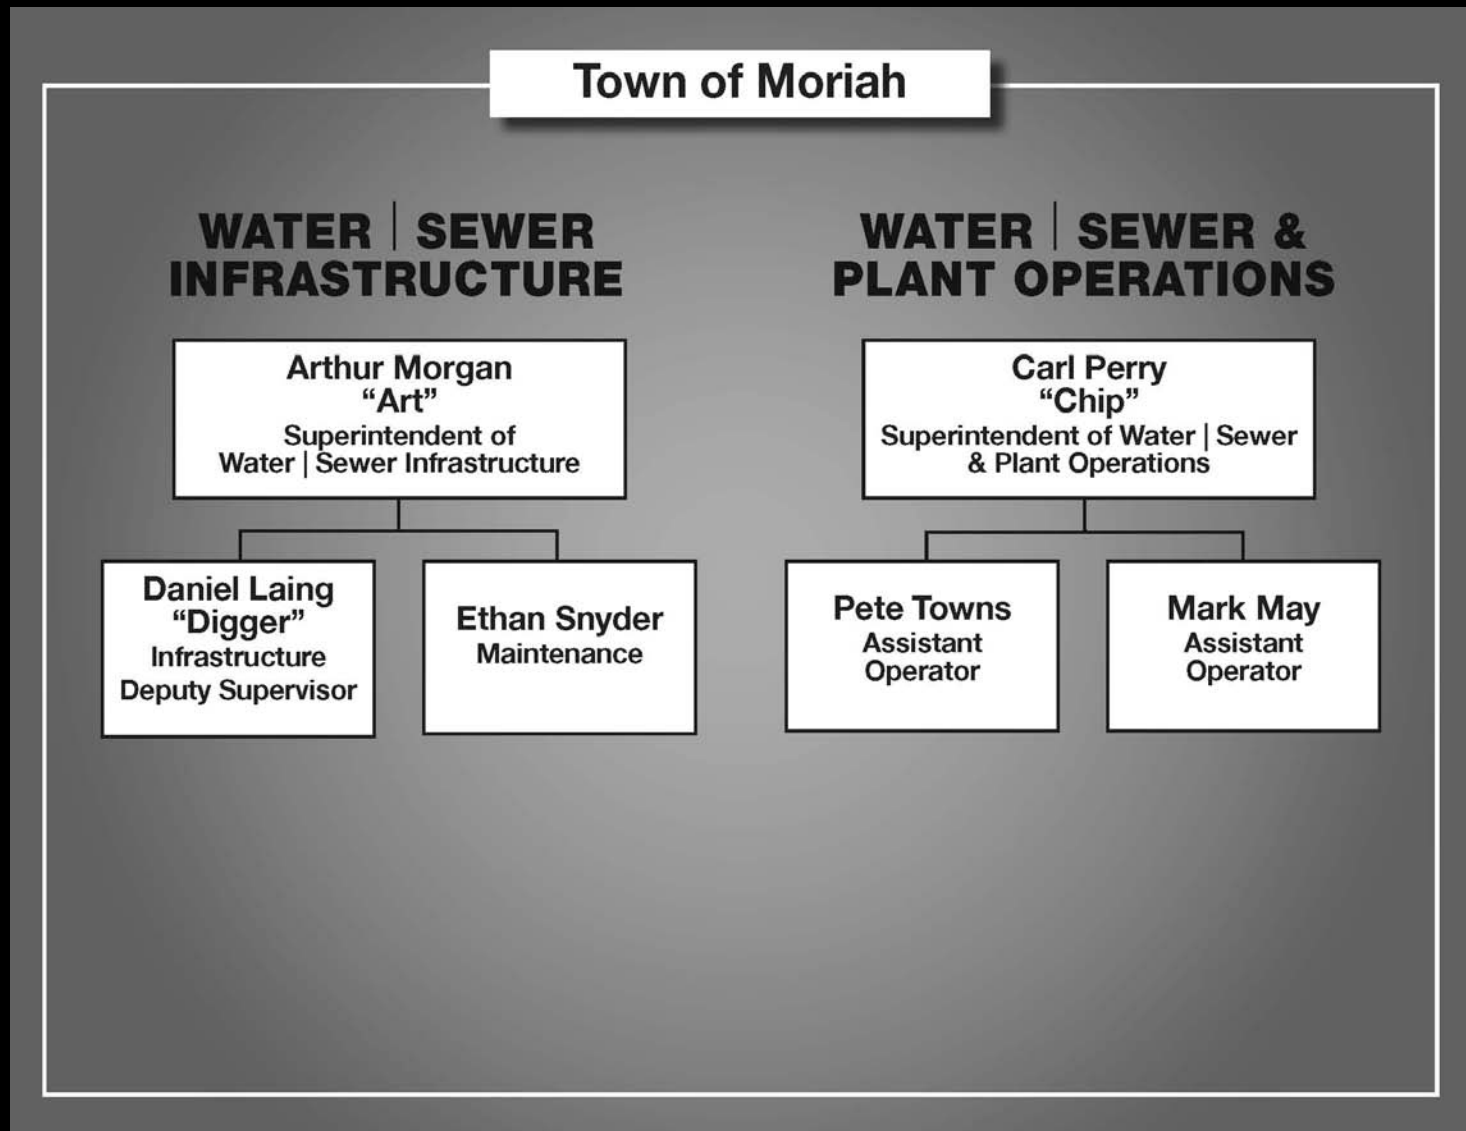 Town of Moriah
WATER | SEWER
INFRASTRUCTURE
Arthur Morgan
“Art”
Superintendent of
Water | Sewer Infrastructure
Daniel Laing
“Digger”
Infrastructure
Deputy Supervisor
Ethan Snyder
Maintenance
WATER | SEWER &
PLANT OPERATIONS
Carl Perry
“Chip”
Superintendent of Water | Sewer
& Plant Operations
Pete Towns
Assistant
Operator
Mark May
Assistant
Operator